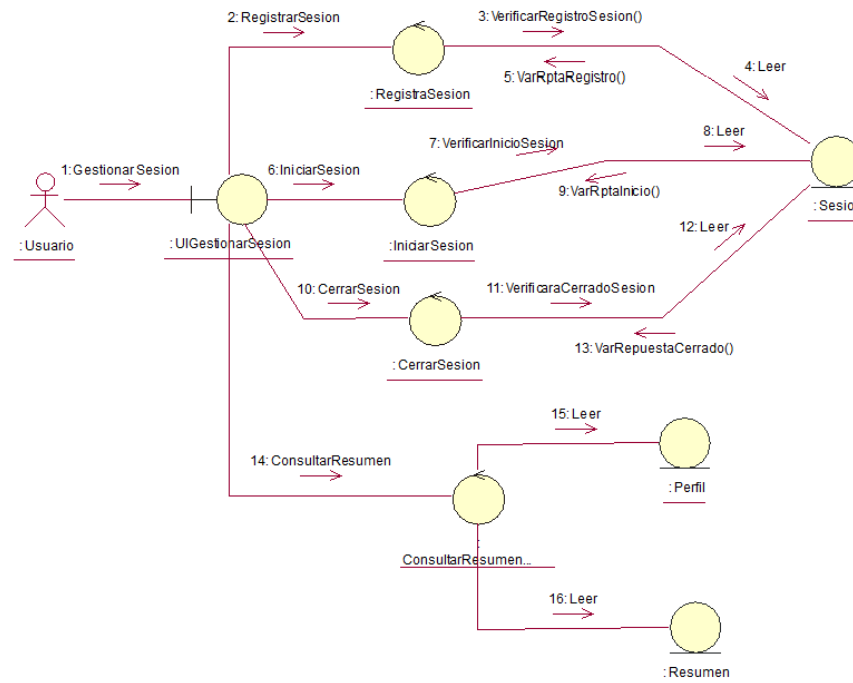 2: RegistrarSesion
3: VerificarRegistroSesion()
4: Leer
5: VarRptaRegistro()
: RegistraSesion
7: VerificarInicioSesion
8: Leer
1: GestionarSesion
6: IniciarSesion
9: VarRptaInicio()
: Sesio
12: Leer
: Usuario
: UIGestionarSesion
: IniciarSesion
10: CerrarSesion
11: VerificaraCerradoSesion
13: VarRepuestaCerrado()
: CerrarSesion
15: Leer
14: ConsultarResumen
: Perfil
:
ConsultarResumen...
16: Leer
: Resumen